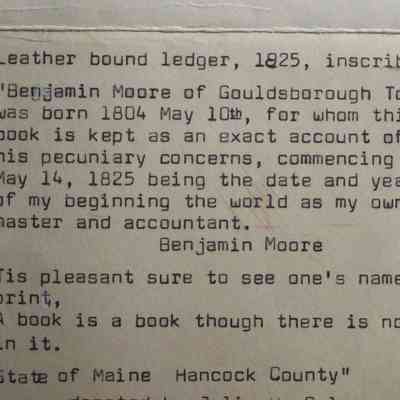 Leather bound ledger, 1825, inscrib
"Benjamin Moore of Gouldsborough To
was born 1804 May 10th, for whom thi
book is kept as an exact account of
his pecuniary concerns, commencing
May 14, 1825 being the date and yea
of my beginning the world as my own
master and accountant.
Benjamin Moore
Tis pleasant sure to see one's name
print,
A book is a book though there is no
in it.
State of Maine Hancock County"